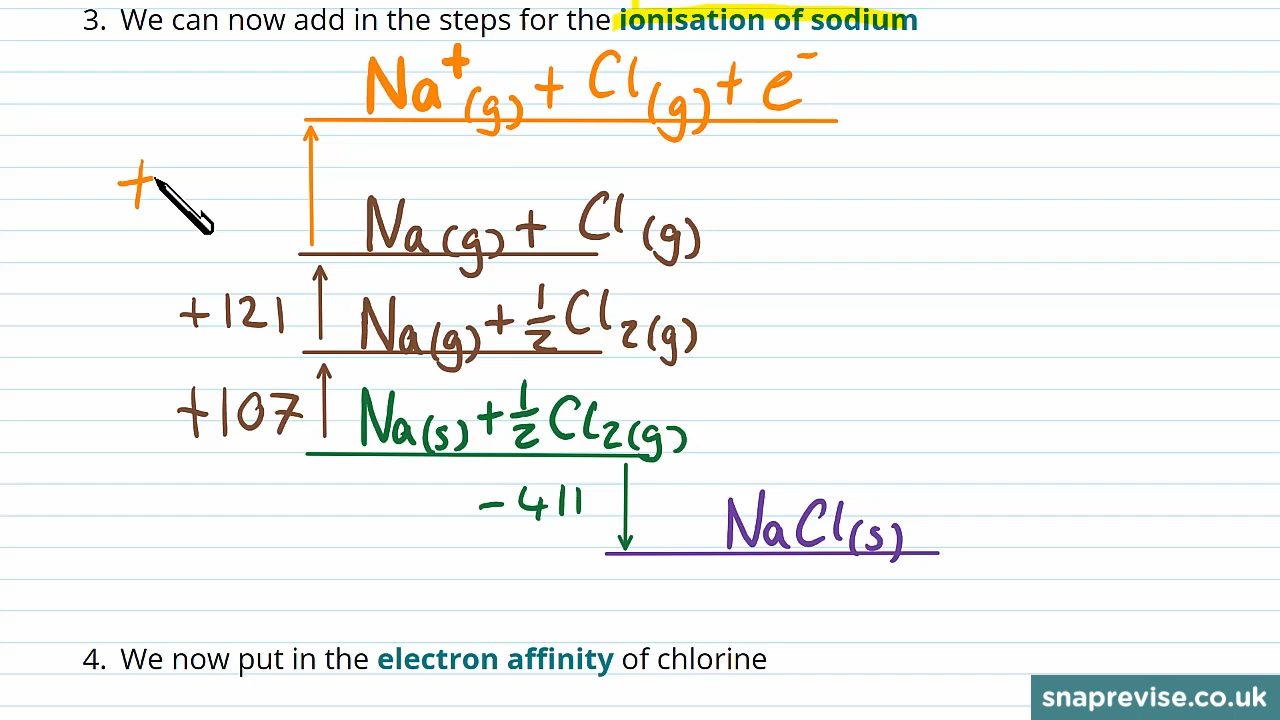 3. We can now add in the steps for the ionisation of sodium
Na⁺(g) + Cl(g) + e⁻
+
Na(g) + Cl(g)
+121 Na(g) + ½Cl₂(g)
+107 Na(s) + ½Cl₂(g)
-411
NaCl(s)
4. We now put in the electron affinity of chlorine
snaprevise.co.uk